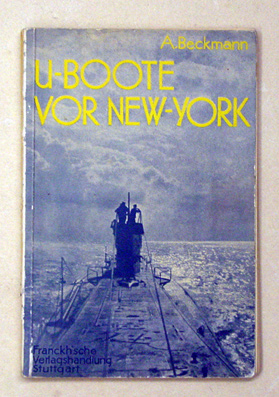 A. Beckmann
U-BOOTE
VOR NEW-YORK
Franckh'sche
Verlagshandlung
Stuttgart